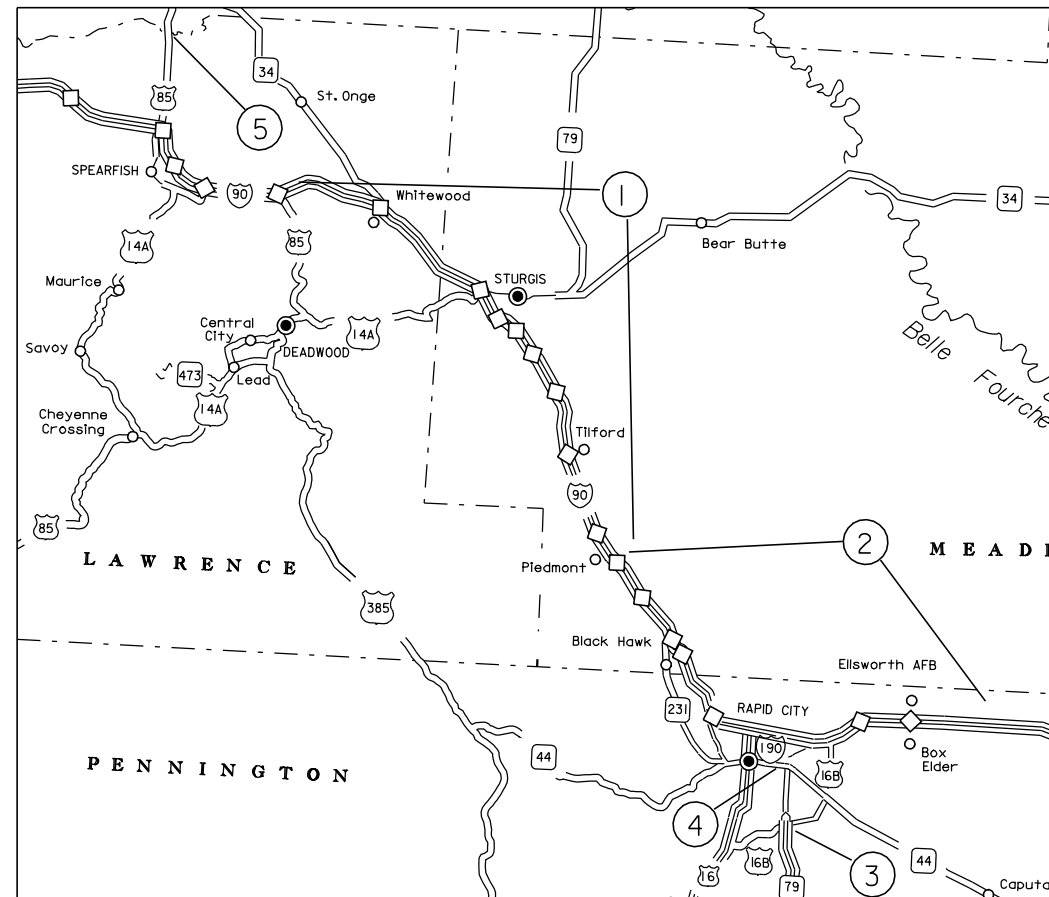 34
St. Onge
85
5
79
SPEARFISH
90
Whitewood
1
34
14A
85
Bear Butte
STURGIS
Maurice
Central
City
14A
Belle
Fourche
Savoy
DEADWOOD
473
Lead
14A
Cheyenne
Crossing
Tilford
90
85
2
LAWRENCE
Piedmont
385
Black Hawk
Ellsworth AFB
231
RAPID CITY
190
Box
Elder
44
16B
PENNINGTON
4
16B
3
44
16
79